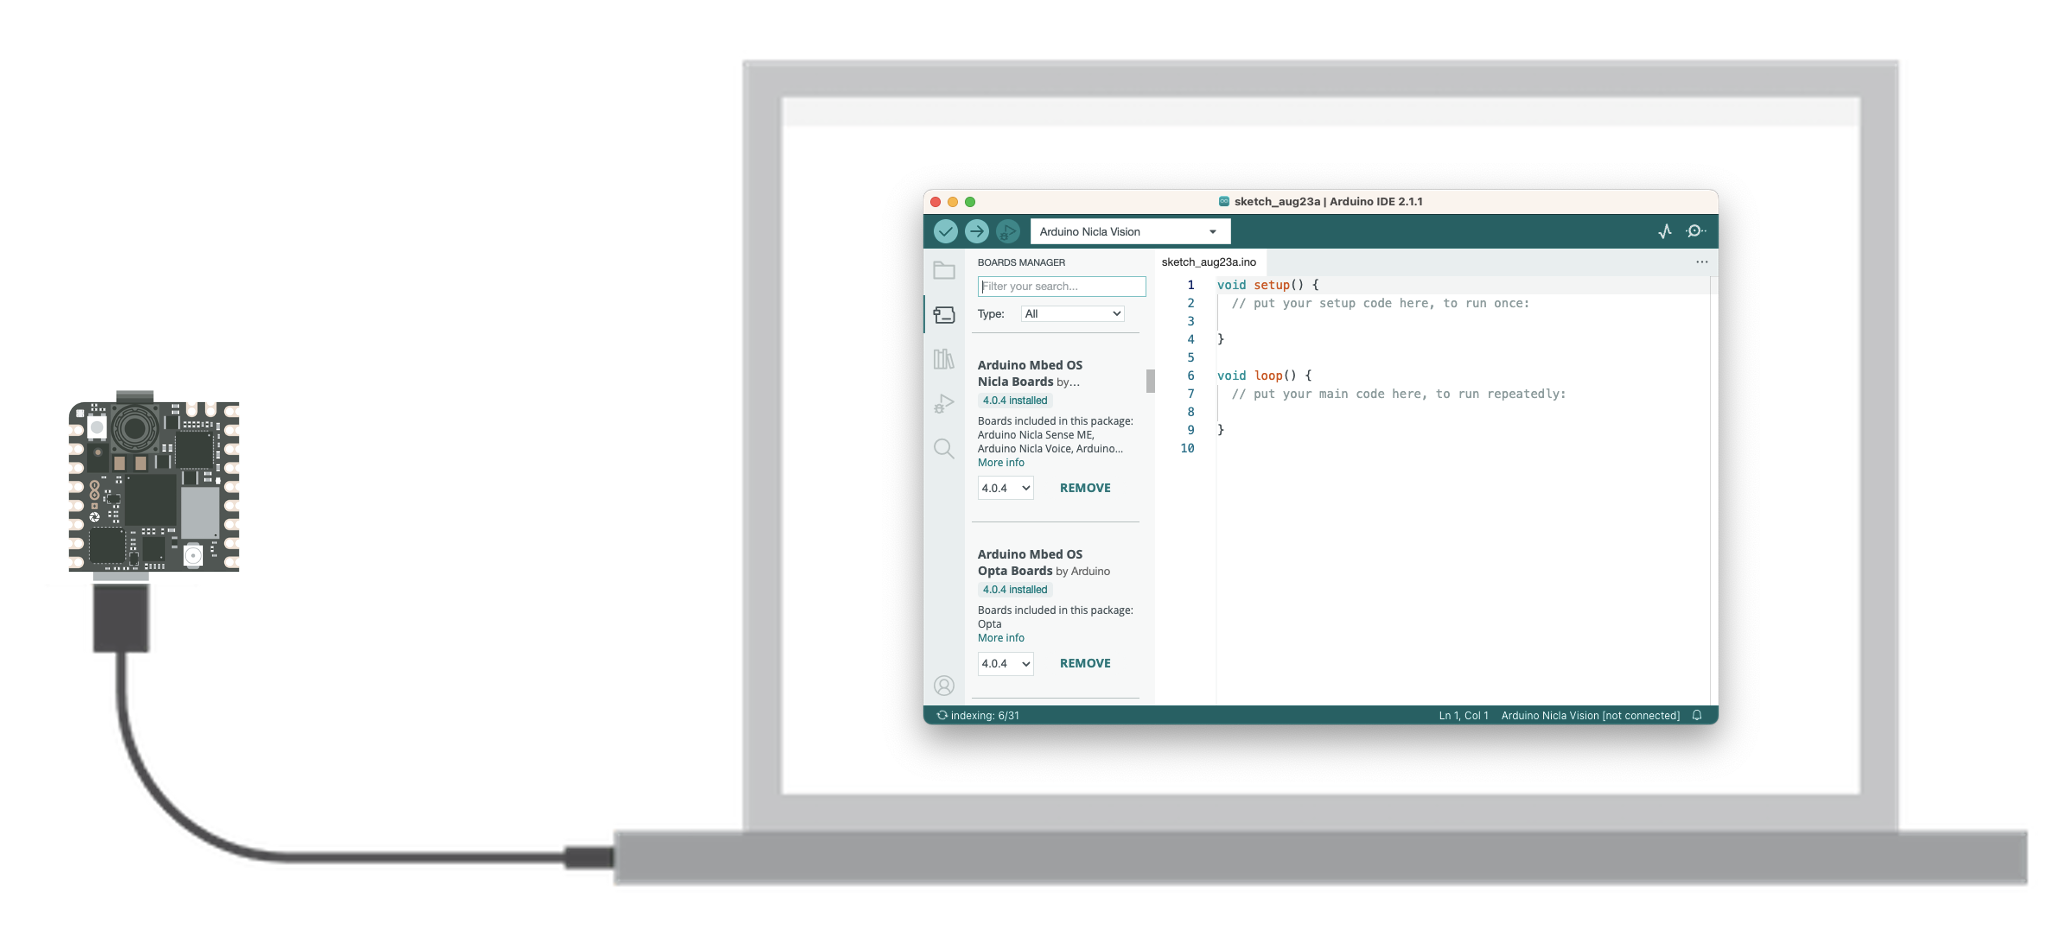 sketch_aug23a | Arduino IDE 2.1.1
Arduino Nicla Vision
BOARDS MANAGER
Filter your search...
Type: All
Arduino Mbed OS
Nicla Boards by...
4.0.4 installed
Boards included in this package:
Arduino Nicla Sense ME,
Arduino Nicla Voice, Arduino...
More info
4.0.4 REMOVE
Arduino Mbed OS
Opta Boards by Arduino
4.0.4 installed
Boards included in this package:
Opta
More info
4.0.4 REMOVE
sketch_aug23a.ino
1 void setup() {
2 // put your setup code here, to run once:
3
4 }
5
6 void loop() {
7 // put your main code here, to run repeatedly:
8
9 }
10
indexing: 6/31
Ln 1, Col 1 Arduino Nicla Vision [not connected]